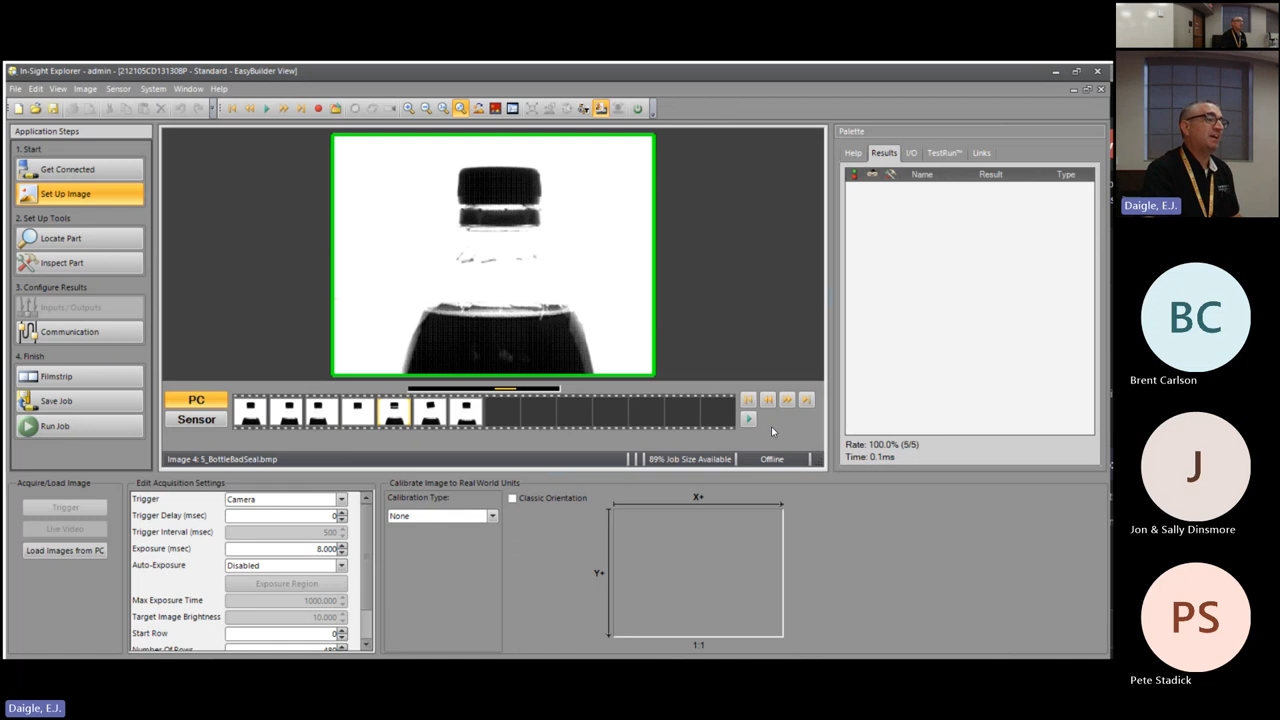 In-Sight Explorer - admin - [212105CD13130BP - Standard - EasyBuilder View]
File Edit View Image Sensor System Window Help
Application Steps
1. Start
Get Connected
Set Up Image
2. Set Up Tools
Locate Part
Inspect Part
3. Configure Results
Inputs / Outputs
Communication
4. Finish
Filmstrip
Save Job
Run Job
PC
Sensor
Image 4: 5_BottleBadSeal.bmp
89% Job Size Available
Offline
Palette
Help Results I/O TestRun™ Links
Name Result Type
Rate: 100.0% (5/5)
Time: 0.1ms
Acquire/Load Image
Trigger
Live Video
Load Images from PC
Edit Acquisition Settings
Trigger Camera
Trigger Delay (msec) 0
Trigger Interval (msec) 500
Exposure (msec) 8.000
Auto-Exposure Disabled
Exposure Region
Max Exposure Time 1000.000
Target Image Brightness 10.000
Start Row 0
Number Of Rows 480
Calibrate Image to Real World Units
Calibration Type:
None
Classic Orientation
X+
Y+
1:1
Daigle, E.J.
BC
Brent Carlson
J
Jon & Sally Dinsmore
PS
Pete Stadick
Daigle, E.J.